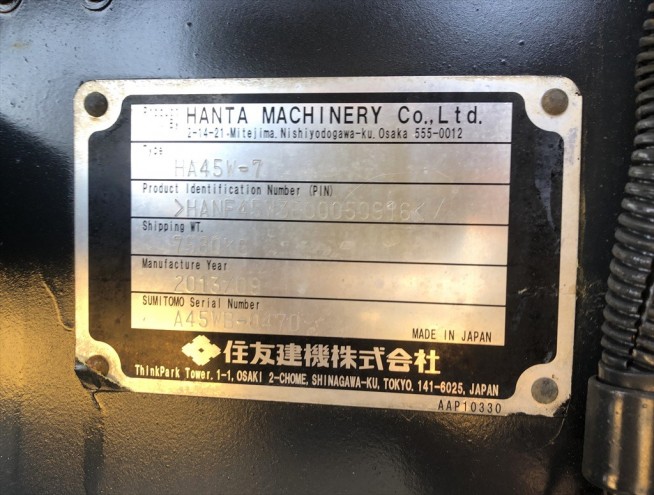 HANTA MACHINERY Co.,Ltd.
2-14-21 Mitejima, Nishiyodogawa-ku, Osaka 555-0012
Type
HA45W-7
Product Identification Number (PIN)
Shipping WT.
Manufacture Year
2013/09
SUMITOMO Serial Number
MADE IN JAPAN
住友建機株式会社
ThinkPark Tower, 1-1, OSAKI 2-CHOME, SHINAGAWA-KU, TOKYO, 141-6025, JAPAN
AAP10330